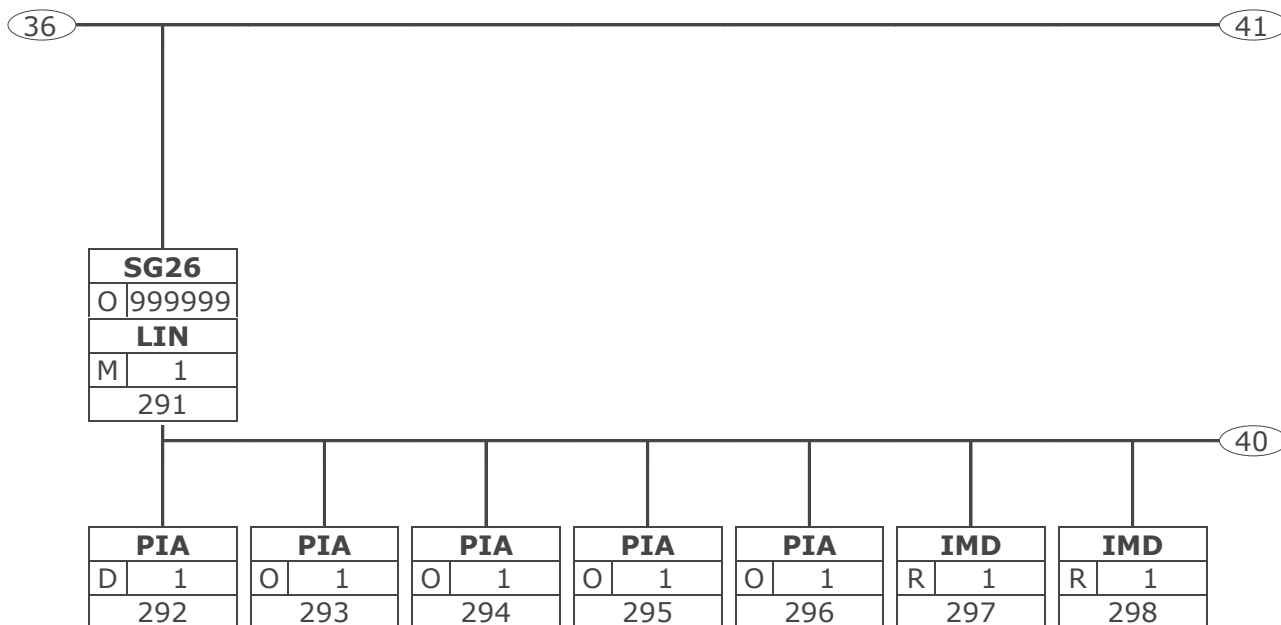 36 41
SG26
O 999999
LIN
M 1
291
40
PIA PIA PIA PIA PIA IMD IMD
D 1 O 1 O 1 O 1 O 1 R 1 R 1
292 293 294 295 296 297 298